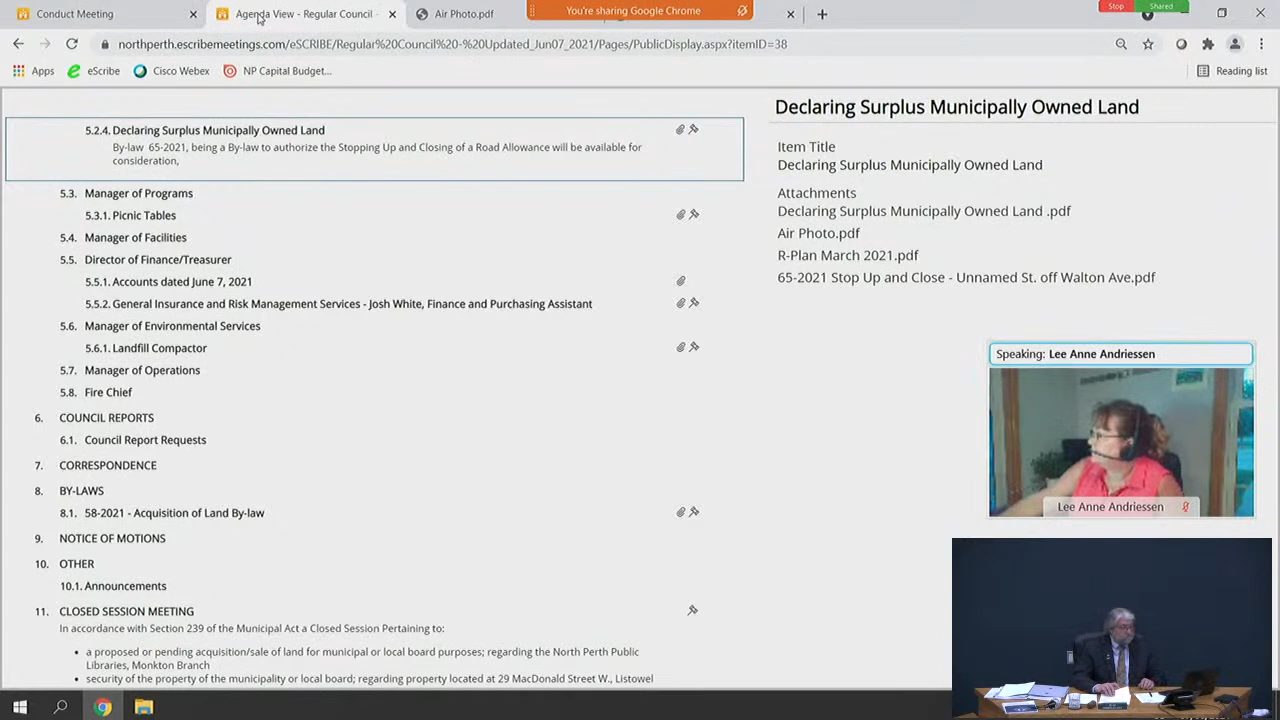 Conduct Meeting
Agenda View - Regular Council -
Air Photo.pdf
You're sharing Google Chrome
Stop
Shared
northperth.escribemeetings.com/eSCRIBE/Regular%20Council%20-%20Updated_Jun07_2021/Pages/PublicDisplay.aspx?itemID=38
Apps
eScribe
Cisco Webex
NP Capital Budget...
Reading list
5.2.4. Declaring Surplus Municipally Owned Land
By-law 65-2021, being a By-law to authorize the Stopping Up and Closing of a Road Allowance will be available for
consideration,
5.3. Manager of Programs
5.3.1. Picnic Tables
5.4. Manager of Facilities
5.5. Director of Finance/Treasurer
5.5.1. Accounts dated June 7, 2021
5.5.2. General Insurance and Risk Management Services - Josh White, Finance and Purchasing Assistant
5.6. Manager of Environmental Services
5.6.1. Landfill Compactor
5.7. Manager of Operations
5.8. Fire Chief
6. COUNCIL REPORTS
6.1. Council Report Requests
7. CORRESPONDENCE
8. BY-LAWS
8.1. 58-2021 - Acquisition of Land By-law
9. NOTICE OF MOTIONS
10. OTHER
10.1. Announcements
11. CLOSED SESSION MEETING
In accordance with Section 239 of the Municipal Act a Closed Session Pertaining to:
• a proposed or pending acquisition/sale of land for municipal or local board purposes; regarding the North Perth Public
Libraries, Monkton Branch
• security of the property of the municipality or local board; regarding property located at 29 MacDonald Street W., Listowel
Declaring Surplus Municipally Owned Land
Item Title
Declaring Surplus Municipally Owned Land
Attachments
Declaring Surplus Municipally Owned Land .pdf
Air Photo.pdf
R-Plan March 2021.pdf
65-2021 Stop Up and Close - Unnamed St. off Walton Ave.pdf
Speaking: Lee Anne Andriessen
Lee Anne Andriessen